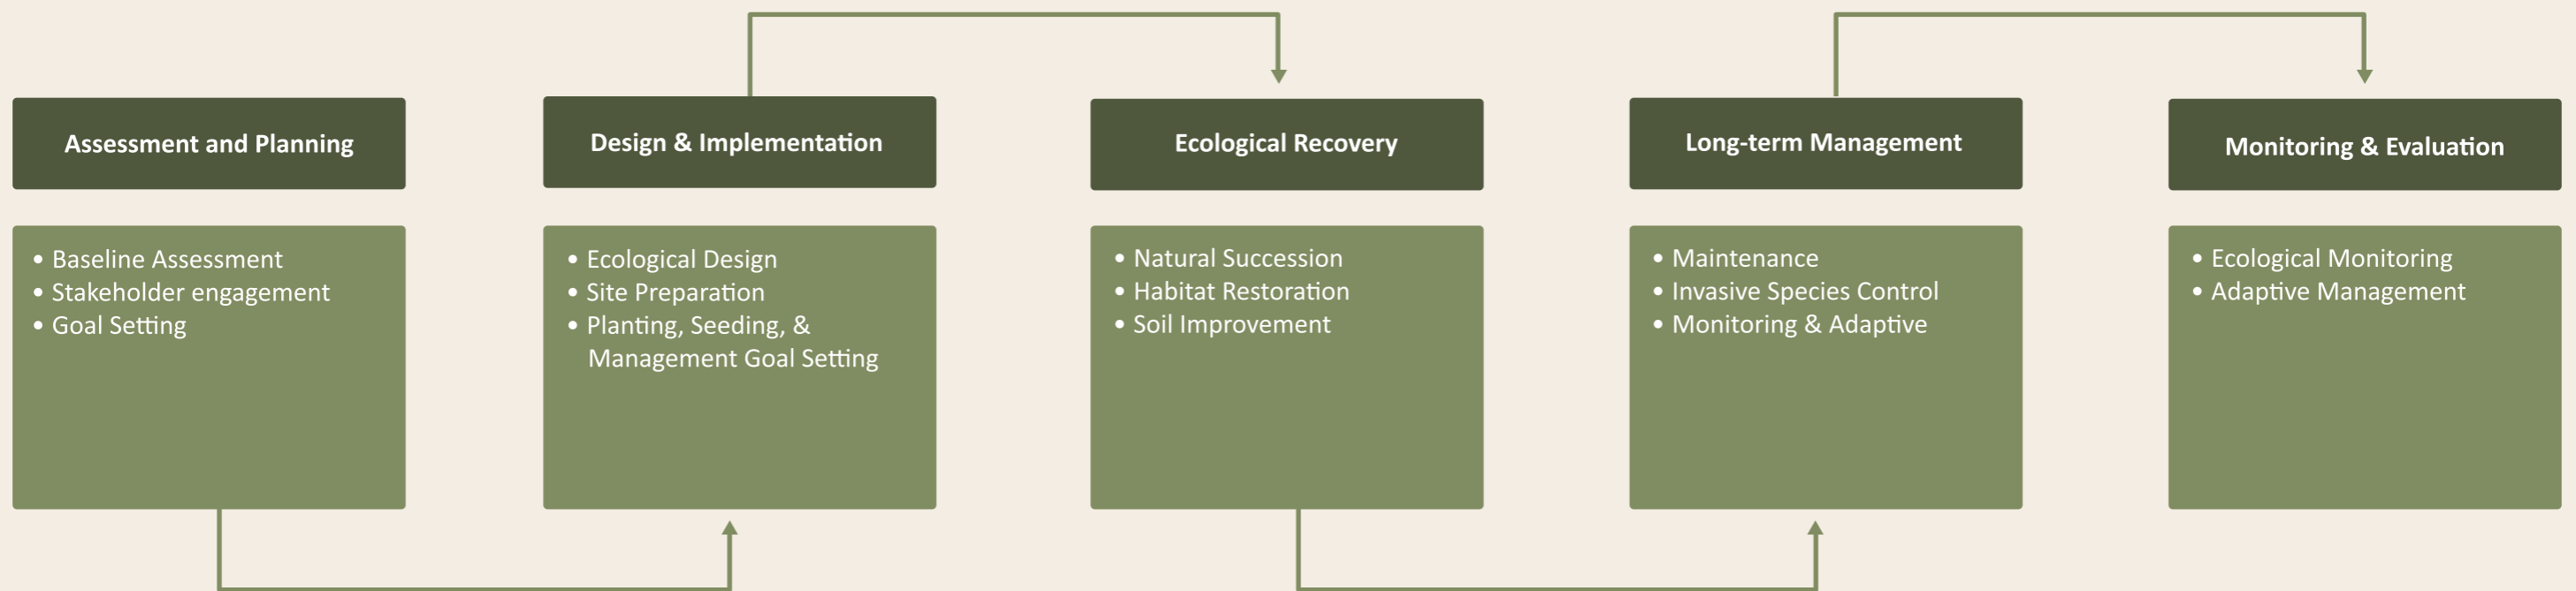 Assessment and Planning
• Baseline Assessment
• Stakeholder engagement
• Goal Setting
Design & Implementation
• Ecological Design
• Site Preparation
• Planting, Seeding, &
Management Goal Setting
Ecological Recovery
• Natural Succession
• Habitat Restoration
• Soil Improvement
Long-term Management
• Maintenance
• Invasive Species Control
• Monitoring & Adaptive
Monitoring & Evaluation
• Ecological Monitoring
• Adaptive Management